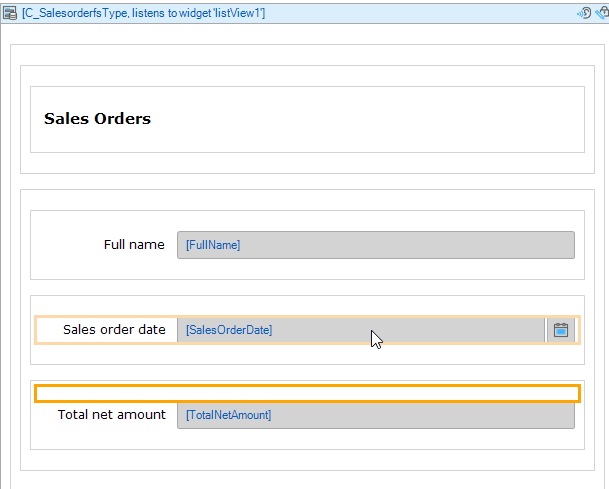 [C_SalesorderfsType, listens to widget 'listView1']
Sales Orders
Full name [FullName]
Sales order date [SalesOrderDate]
Total net amount [TotalNetAmount]